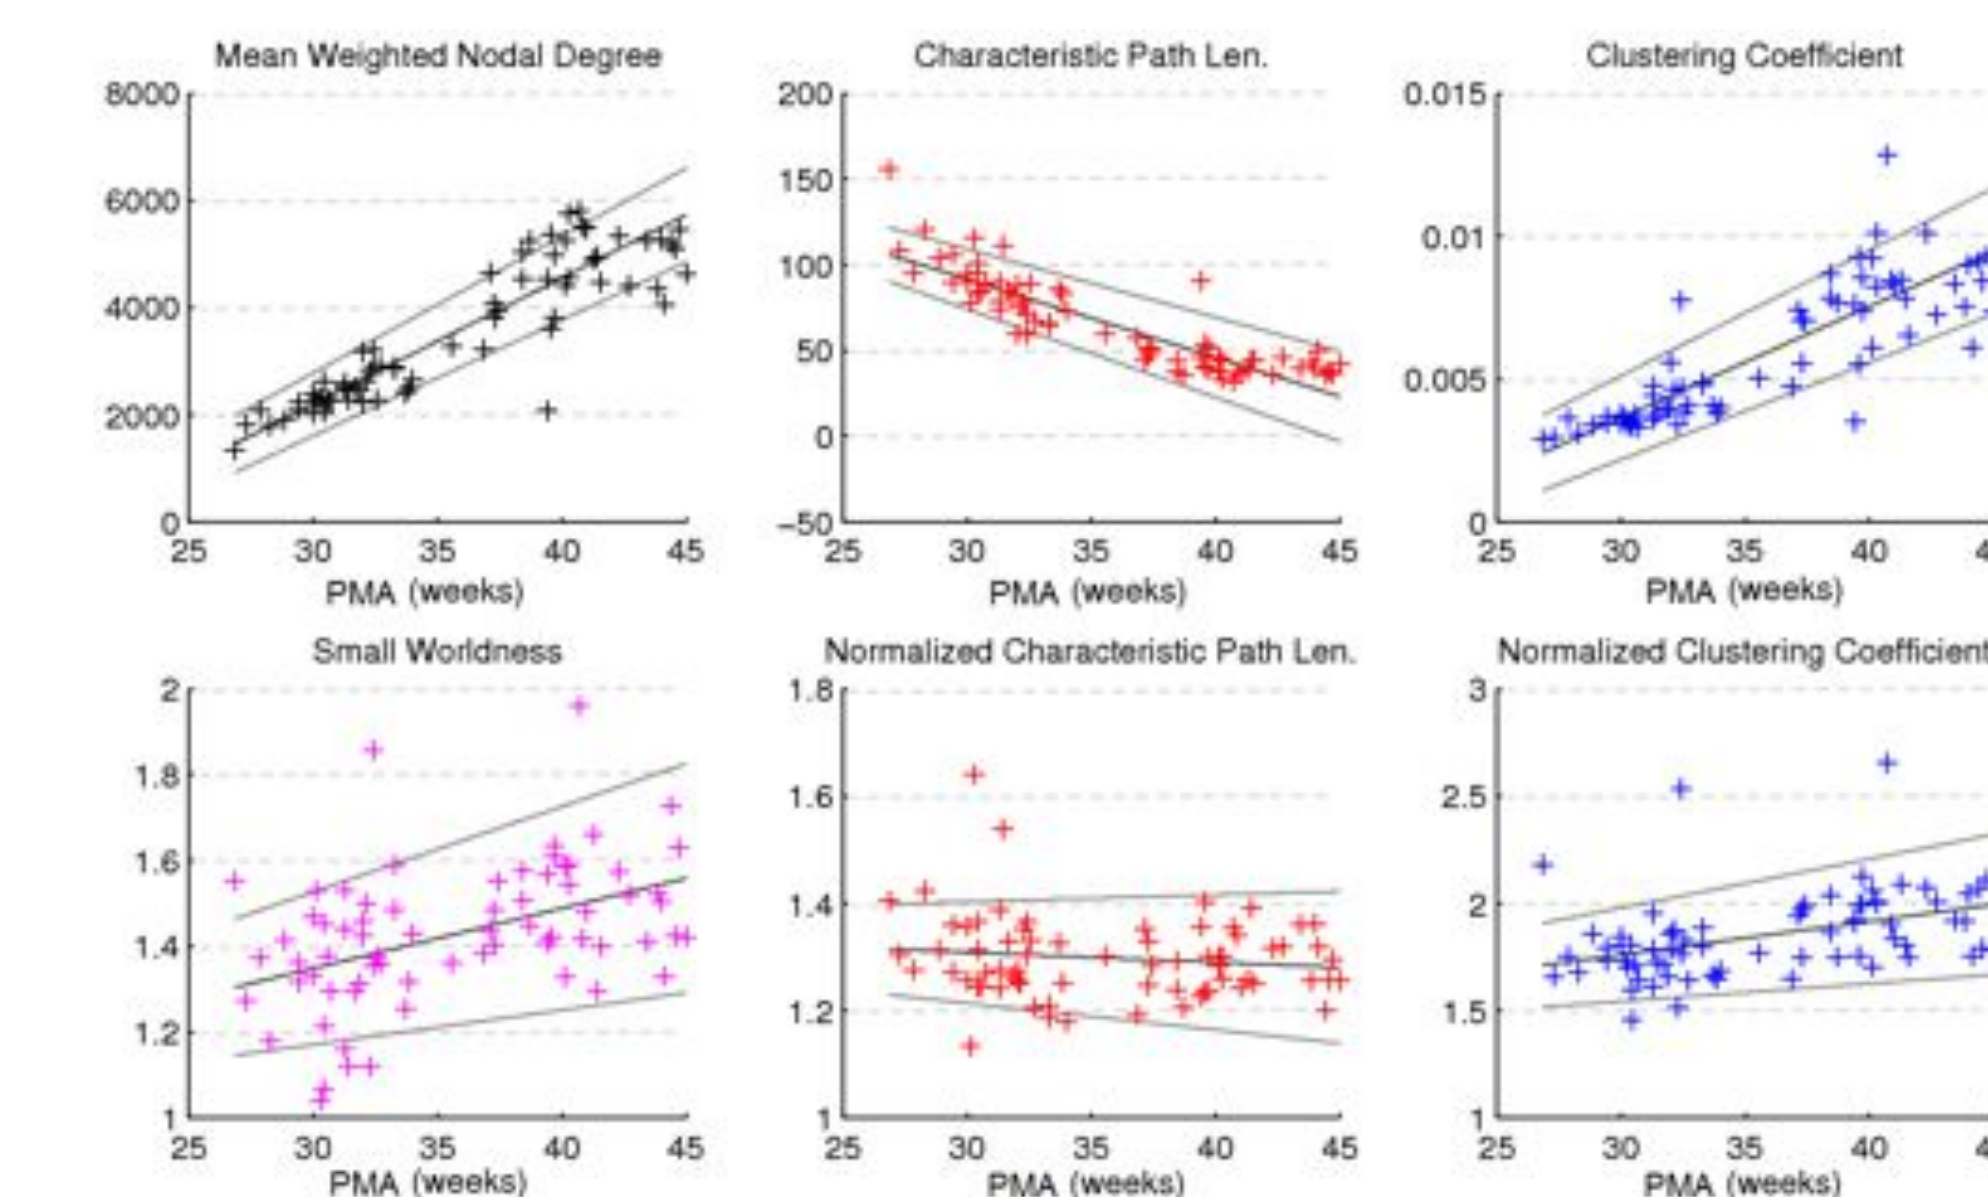 Mean Weighted Nodal Degree
8000
6000
4000
2000
0
25 30 35 40 45
PMA (weeks)
Characteristic Path Len.
200
150
100
50
0
−50
25 30 35 40 45
PMA (weeks)
Clustering Coefficient
0.015
0.01
0.005
0
25 30 35 40 4
PMA (weeks)
Small Worldness
2
1.8
1.6
1.4
1.2
1
25 30 35 40 45
PMA (weeks)
Normalized Characteristic Path Len.
1.8
1.6
1.4
1.2
1
25 30 35 40 45
PMA (weeks)
Normalized Clustering Coefficient
3
2.5
2
1.5
1
25 30 35 40 45
PMA (weeks)